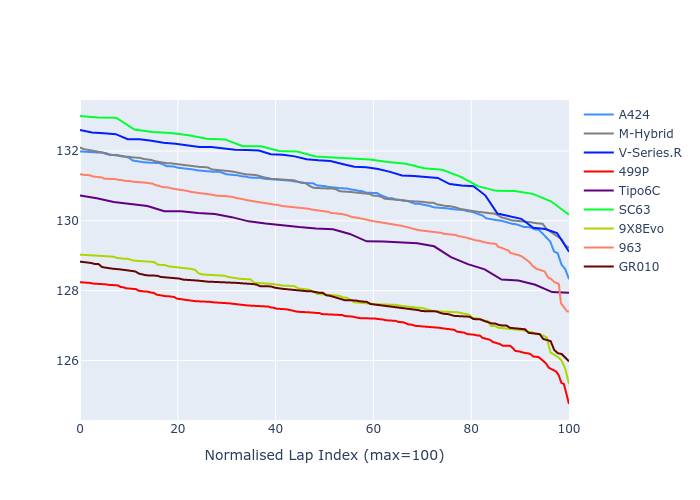 132
130
128
126
0
20
40
60
80
100
Normalised Lap Index (max=100)
A424
M-Hybrid
V-Series.R
499P
Tipo6C
SC63
9X8Evo
963
GR010